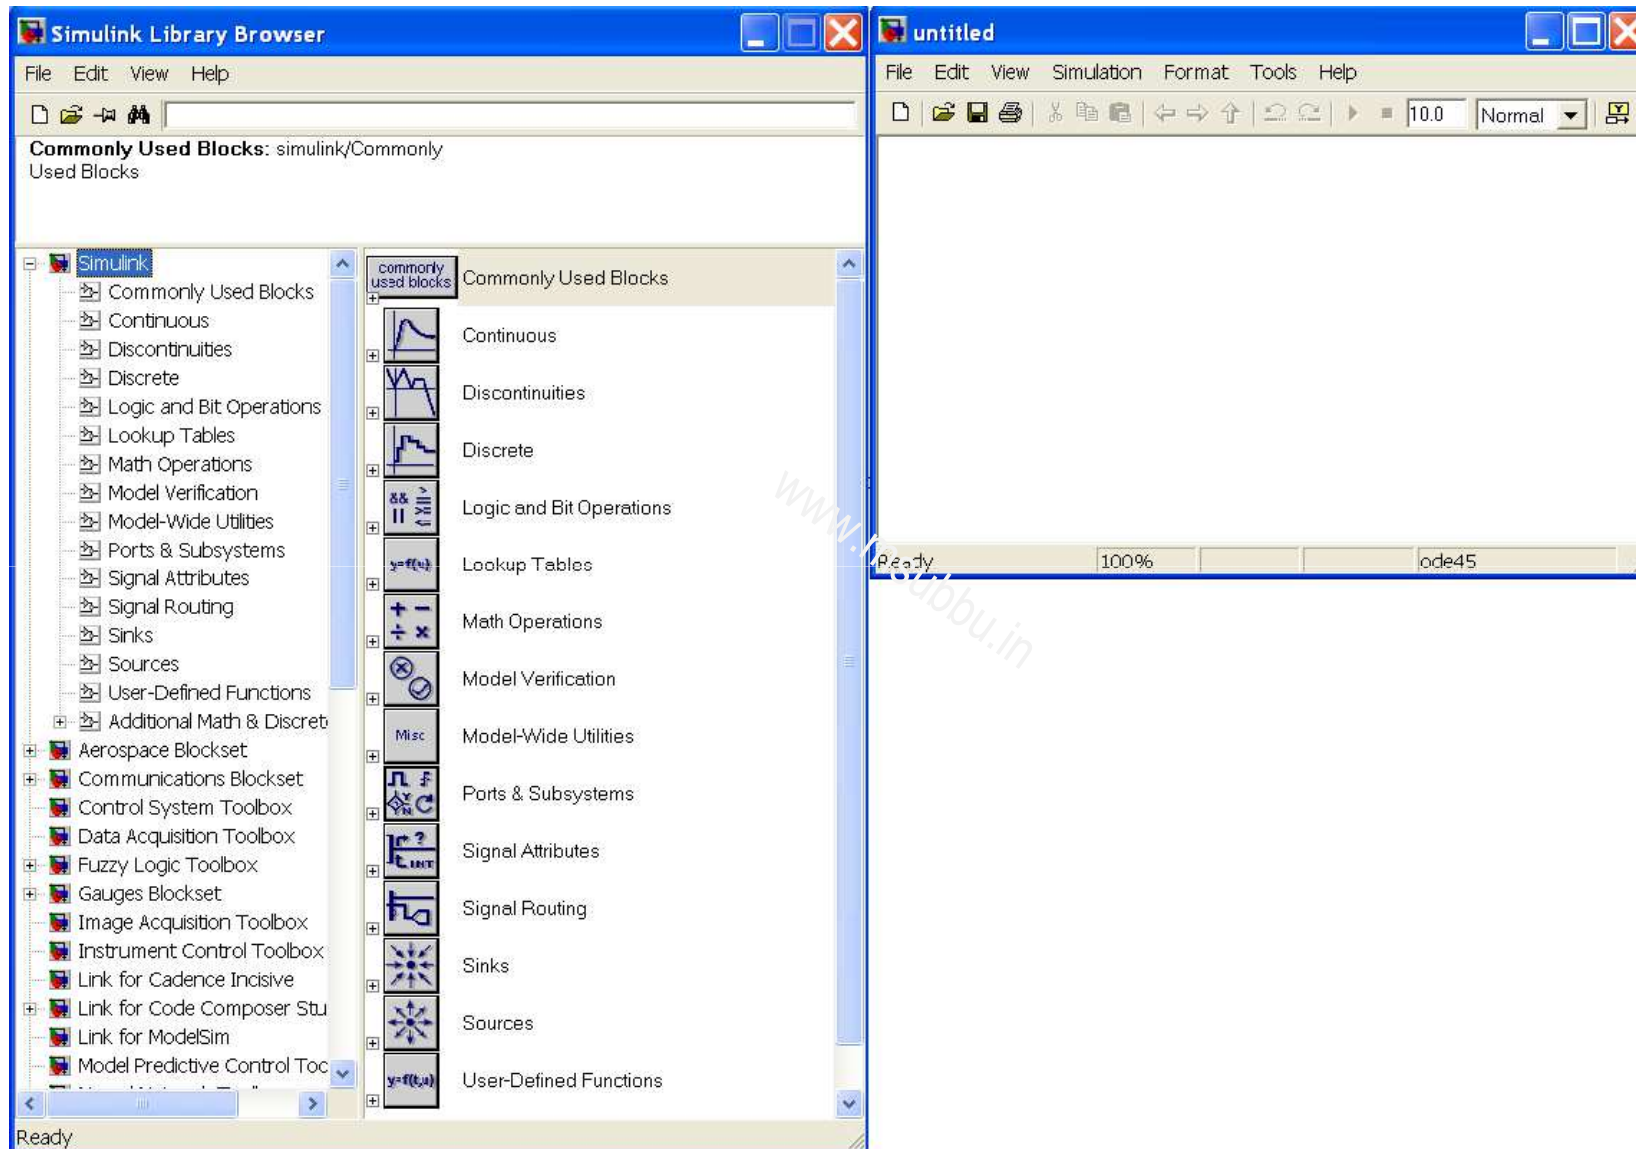 Simulink Library Browser
File Edit View Help
Commonly Used Blocks: simulink/Commonly
Used Blocks
Simulink
Commonly Used Blocks
Continuous
Discontinuities
Discrete
Logic and Bit Operations
Lookup Tables
Math Operations
Model Verification
Model-Wide Utilities
Ports & Subsystems
Signal Attributes
Signal Routing
Sinks
Sources
User-Defined Functions
Additional Math & Discret
Aerospace Blockset
Communications Blockset
Control System Toolbox
Data Acquisition Toolbox
Fuzzy Logic Toolbox
Gauges Blockset
Image Acquisition Toolbox
Instrument Control Toolbox
Link for Cadence Incisive
Link for Code Composer Stu
Link for ModelSim
Model Predictive Control Too
commonly
used blocks
Commonly Used Blocks
Continuous
Discontinuities
Discrete
&& > = || >= <=
Logic and Bit Operations
y=f(u)
Lookup Tables
+ − ÷ ×
Math Operations
Model Verification
Misc
Model-Wide Utilities
Y N
Ports & Subsystems
? t INT
Signal Attributes
Signal Routing
Sinks
Sources
y=f(t,u)
User-Defined Functions
Ready
untitled
File Edit View Simulation Format Tools Help
10.0 Normal
Ready 100% ode45
www.msubbu.in